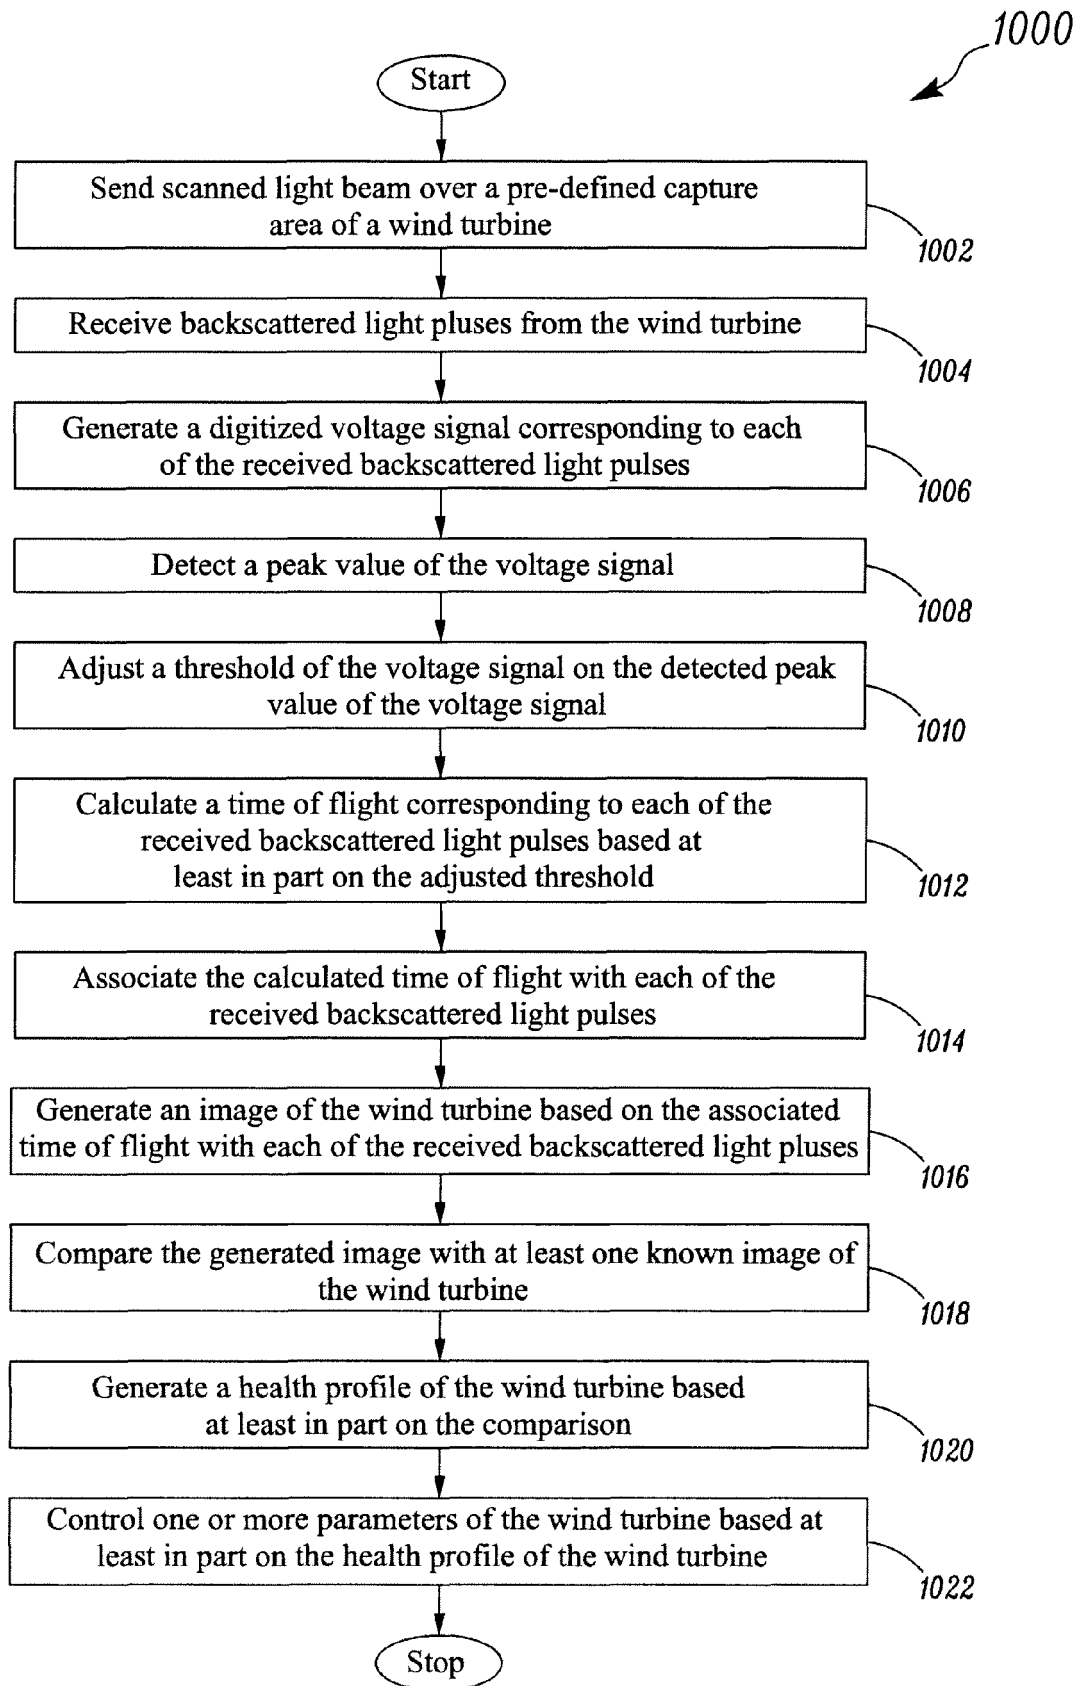 1000
Start
Send scanned light beam over a pre-defined capture
area of a wind turbine
1002
Receive backscattered light pluses from the wind turbine
1004
Generate a digitized voltage signal corresponding to each
of the received backscattered light pulses
1006
Detect a peak value of the voltage signal
1008
Adjust a threshold of the voltage signal on the detected peak
value of the voltage signal
1010
Calculate a time of flight corresponding to each of the
received backscattered light pulses based at
least in part on the adjusted threshold
1012
Associate the calculated time of flight with each of the
received backscattered light pulses
1014
Generate an image of the wind turbine based on the associated
time of flight with each of the received backscattered light pluses
1016
Compare the generated image with at least one known image of
the wind turbine
1018
Generate a health profile of the wind turbine based
at least in part on the comparison
1020
Control one or more parameters of the wind turbine based at
least in part on the health profile of the wind turbine
1022
Stop